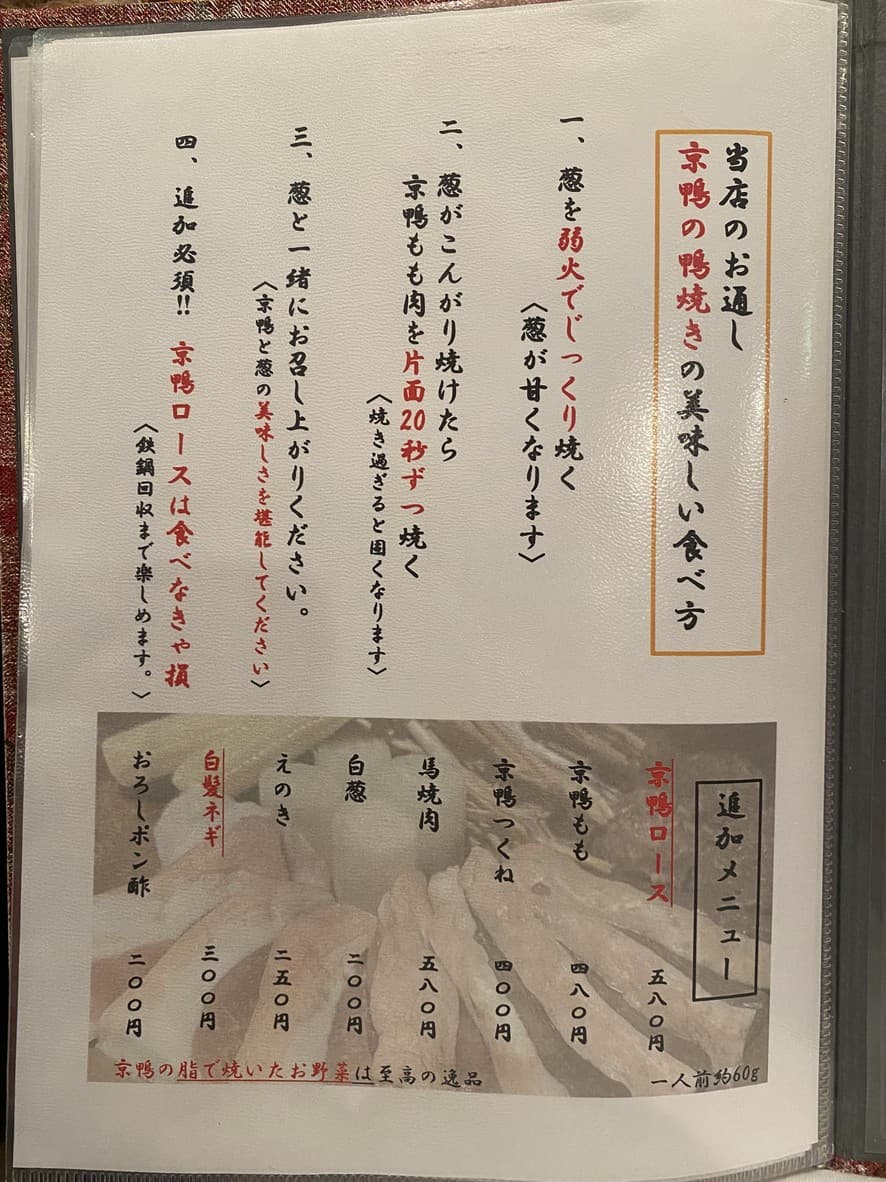 当店のお通し
京鴨の鴨焼きの美味しい食べ方
一、葱を弱火でじっくり焼く
〈葱が甘くなります〉
二、葱がこんがり焼けたら
京鴨もも肉を片面20秒ずつ焼く
〈焼き過ぎると固くなります〉
三、葱と一緒にお召し上がりください。
〈京鴨と葱の美味しさを堪能してください〉
四、追加必須!! 京鴨ロースは食べなきゃ損
〈鉄鍋回収まで楽しめます。〉
追加メニュー
京鴨ロース 五八〇円
京鴨もも 四八〇円
京鴨つくね 四〇〇円
馬焼肉 五八〇円
白葱 二〇〇円
えのき 二五〇円
白髪ネギ 三〇〇円
おろしポン酢 二〇〇円
一人前約60g
京鴨の脂で焼いたお野菜は至高の逸品